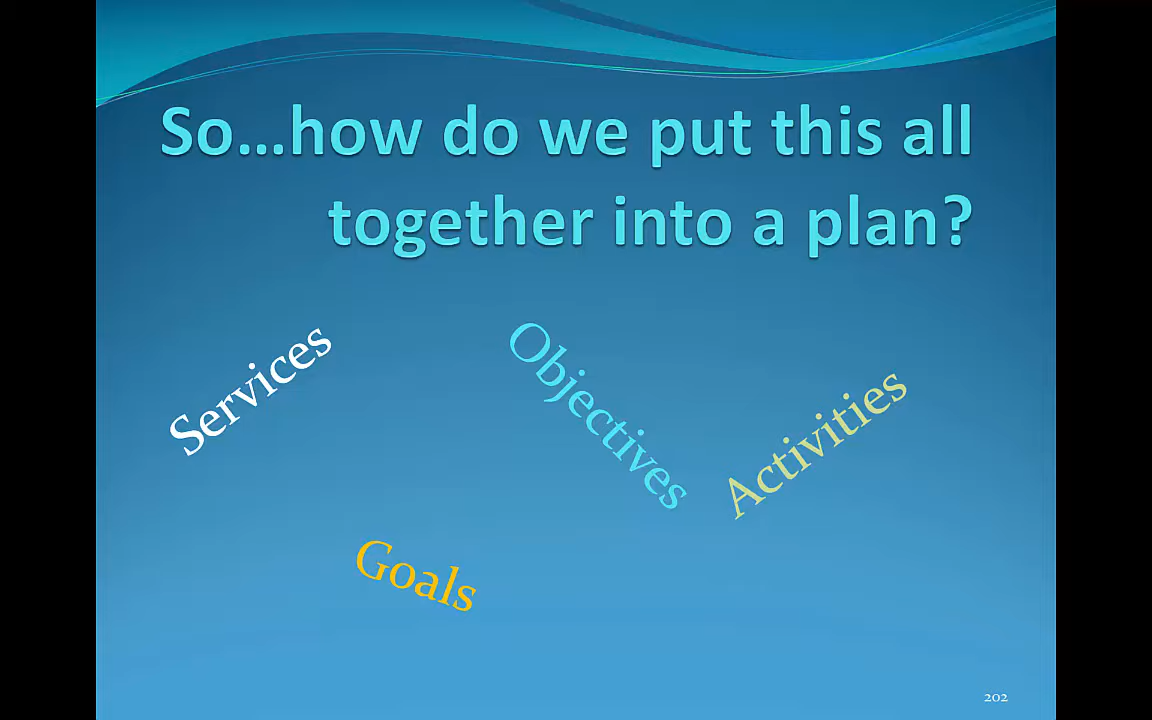 So...how do we put this all
together into a plan?
Services
Objectives
Activities
Goals
202